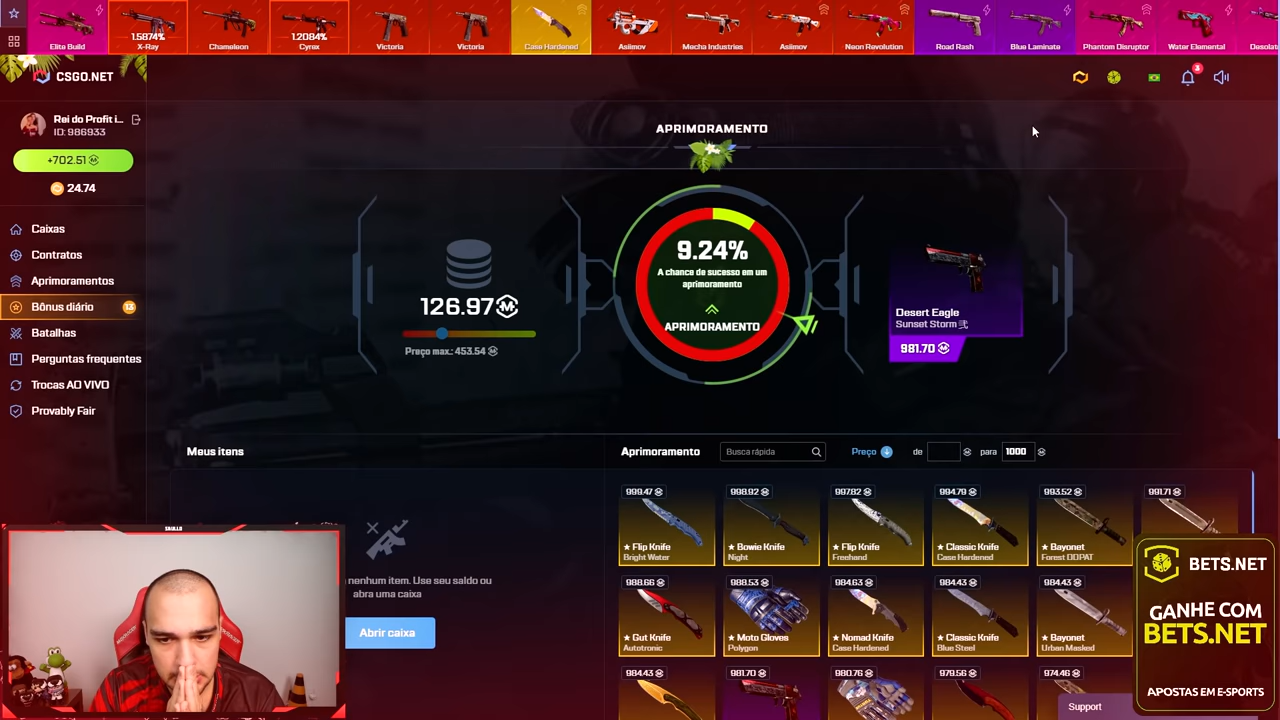 Elite Build
1.5874%
X-Ray
Chameleon
1.2084%
Cyrex
Victoria
Victoria
Case Hardened
Asiimov
Mecha Industries
Asiimov
Neon Revolution
Road Rash
Blue Laminate
Phantom Disruptor
Water Elemental
Desolat
CSGO.NET
3
Rei do Profit i...
ID: 986933
+702.51
24.74
Caixas
Contratos
Aprimoramentos
Bônus diário
13
Batalhas
Perguntas frequentes
Trocas AO VIVO
Provably Fair
APRIMORAMENTO
126.97
Preço max.: 453.54
9.24%
A chance de sucesso em um
aprimoramento
APRIMORAMENTO
Desert Eagle
Sunset Storm 弐
981.70
Meus itens
nenhum item. Use seu saldo ou
abra uma caixa
Abrir caixa
Aprimoramento
Busca rápida
Preço
de
para
1000
999.47
★ Flip Knife
Bright Water
998.92
★ Bowie Knife
Night
997.82
★ Flip Knife
Freehand
994.79
★ Classic Knife
Case Hardened
993.52
★ Bayonet
Forest DDPAT
991.71
988.66
★ Gut Knife
Autotronic
988.53
★ Moto Gloves
Polygon
984.63
★ Nomad Knife
Case Hardened
984.43
★ Classic Knife
Blue Steel
984.43
★ Bayonet
Urban Masked
984.43
981.70
980.76
979.56
974.46
BETS.NET
GANHE COM
BETS.NET
APOSTAS EM E-SPORTS
Support
SAULLO